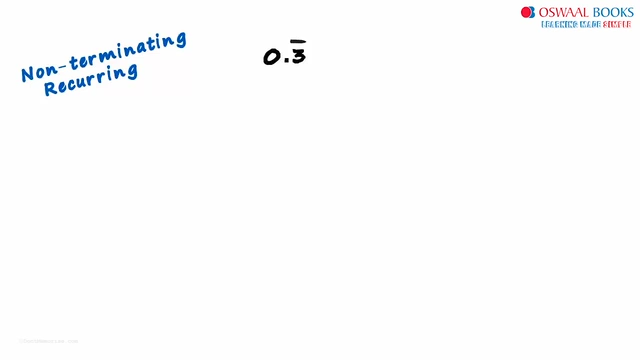 OSWAAL BOOKS
LEARNING MADE SIMPLE
Non-terminating
Recurring
0.3̅